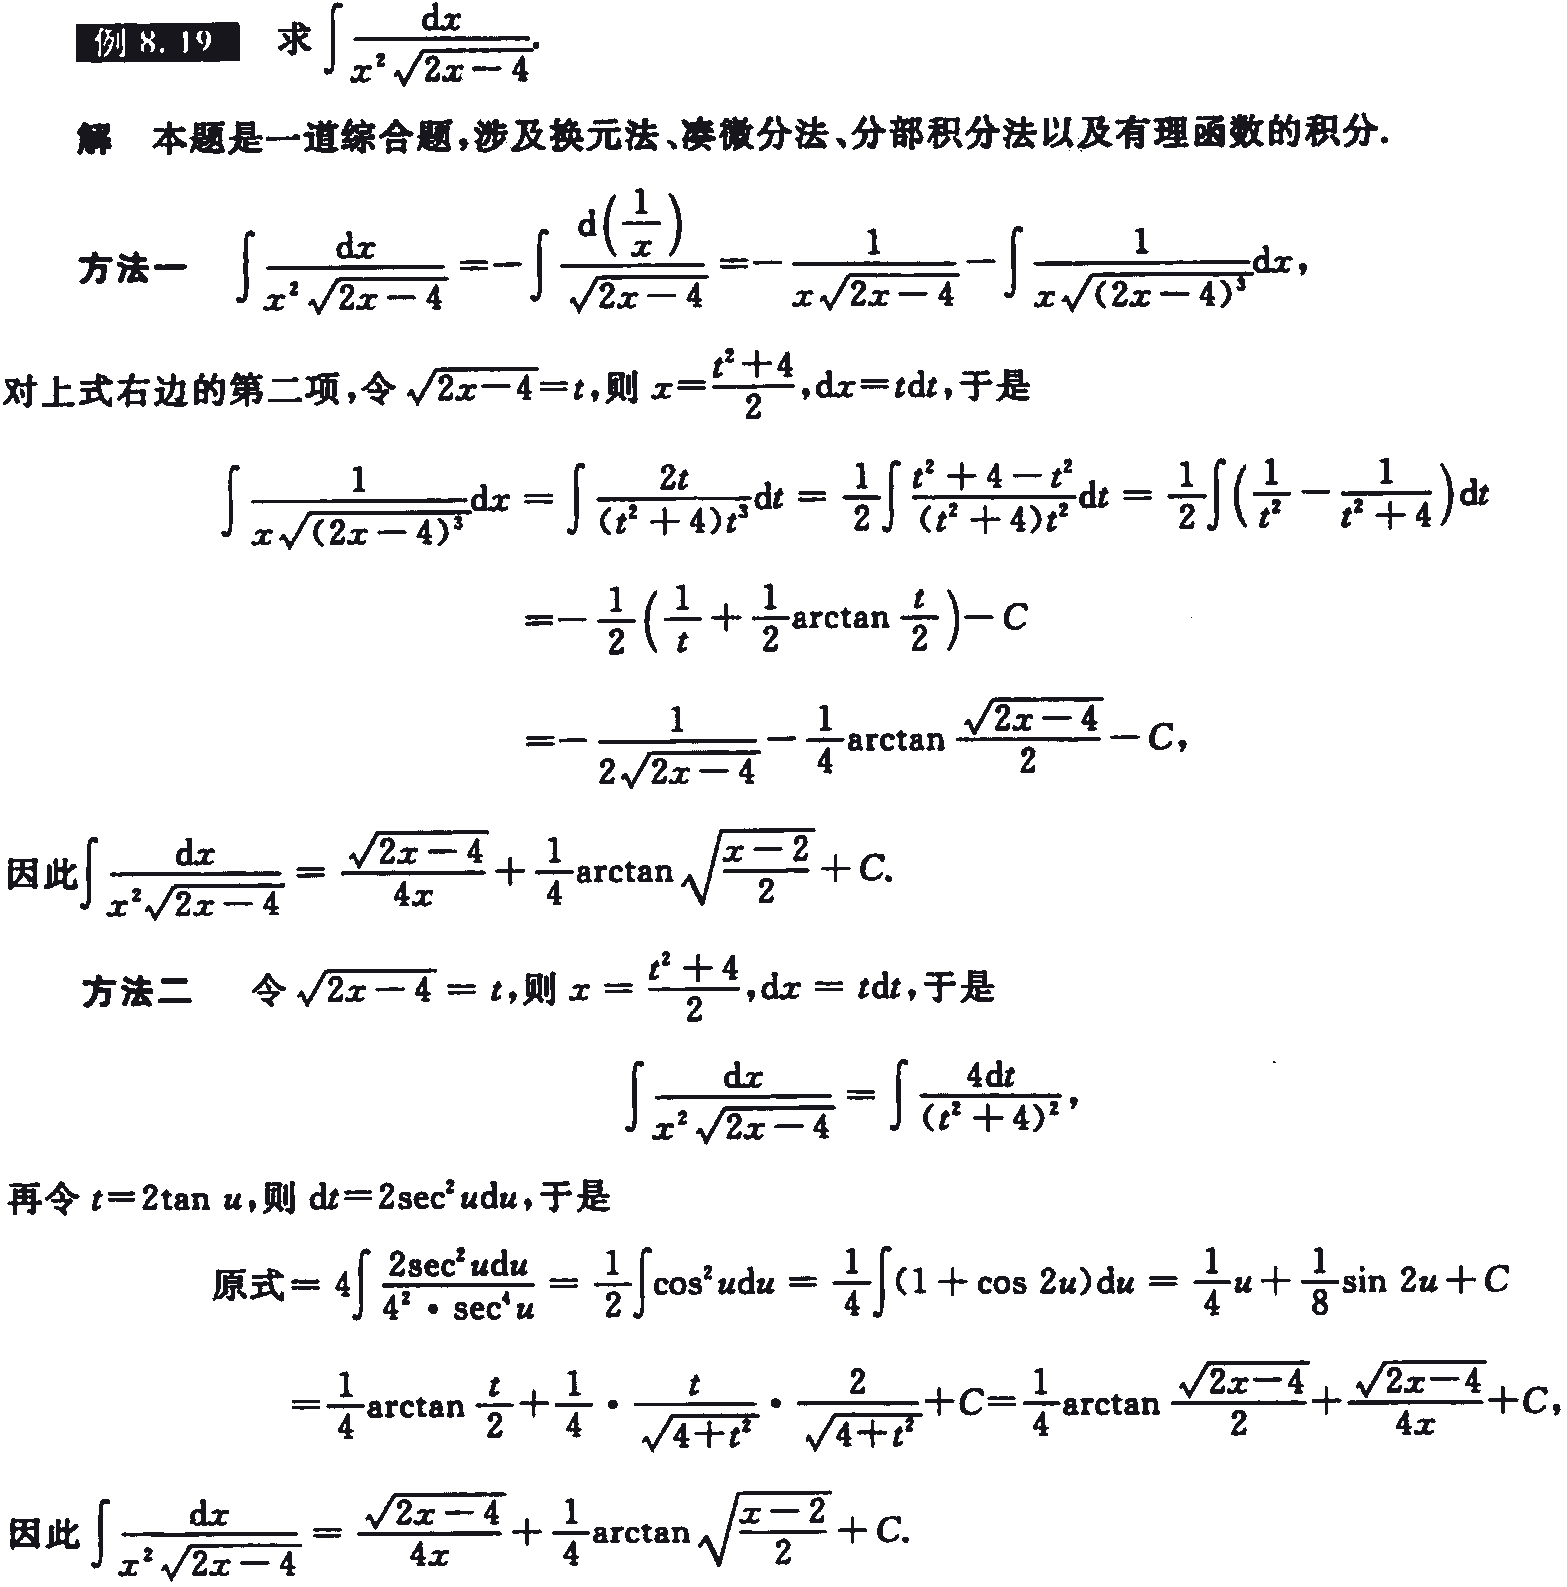 例 8.19 求 $\int \frac{\mathrm{d}x}{x^2\sqrt{2x-4}}$.
解 本题是一道综合题,涉及换元法、凑微分法、分部积分法以及有理函数的积分.
方法一 $\int \frac{\mathrm{d}x}{x^2\sqrt{2x-4}} = -\int \frac{\mathrm{d}\left(\frac{1}{x}\right)}{\sqrt{2x-4}} = -\frac{1}{x\sqrt{2x-4}} - \int \frac{1}{x\sqrt{(2x-4)^3}}\mathrm{d}x$,
对上式右边的第二项,令 $\sqrt{2x-4}=t$,则 $x=\frac{t^2+4}{2}$,$\mathrm{d}x=t\mathrm{d}t$,于是
$\int \frac{1}{x\sqrt{(2x-4)^3}}\mathrm{d}x = \int \frac{2t}{(t^2+4)t^3}\mathrm{d}t = \frac{1}{2}\int \frac{t^2+4-t^2}{(t^2+4)t^2}\mathrm{d}t = \frac{1}{2}\int \left(\frac{1}{t^2}-\frac{1}{t^2+4}\right)\mathrm{d}t$
$=-\frac{1}{2}\left(\frac{1}{t}+\frac{1}{2}\arctan\frac{t}{2}\right)-C$
$=-\frac{1}{2\sqrt{2x-4}}-\frac{1}{4}\arctan\frac{\sqrt{2x-4}}{2}-C$,
因此 $\int \frac{\mathrm{d}x}{x^2\sqrt{2x-4}} = \frac{\sqrt{2x-4}}{4x}+\frac{1}{4}\arctan\sqrt{\frac{x-2}{2}}+C$.
方法二 令 $\sqrt{2x-4}=t$,则 $x=\frac{t^2+4}{2}$,$\mathrm{d}x=t\mathrm{d}t$,于是
$\int \frac{\mathrm{d}x}{x^2\sqrt{2x-4}} = \int \frac{4\mathrm{d}t}{(t^2+4)^2}$,
再令 $t=2\tan u$,则 $\mathrm{d}t=2\sec^2 u\mathrm{d}u$,于是
原式 $= 4\int \frac{2\sec^2 u\mathrm{d}u}{4^2\cdot\sec^4 u} = \frac{1}{2}\int \cos^2 u\mathrm{d}u = \frac{1}{4}\int (1+\cos 2u)\mathrm{d}u = \frac{1}{4}u+\frac{1}{8}\sin 2u+C$
$=\frac{1}{4}\arctan\frac{t}{2}+\frac{1}{4}\cdot\frac{t}{\sqrt{4+t^2}}\cdot\frac{2}{\sqrt{4+t^2}}+C=\frac{1}{4}\arctan\frac{\sqrt{2x-4}}{2}+\frac{\sqrt{2x-4}}{4x}+C$,
因此 $\int \frac{\mathrm{d}x}{x^2\sqrt{2x-4}} = \frac{\sqrt{2x-4}}{4x}+\frac{1}{4}\arctan\sqrt{\frac{x-2}{2}}+C$.